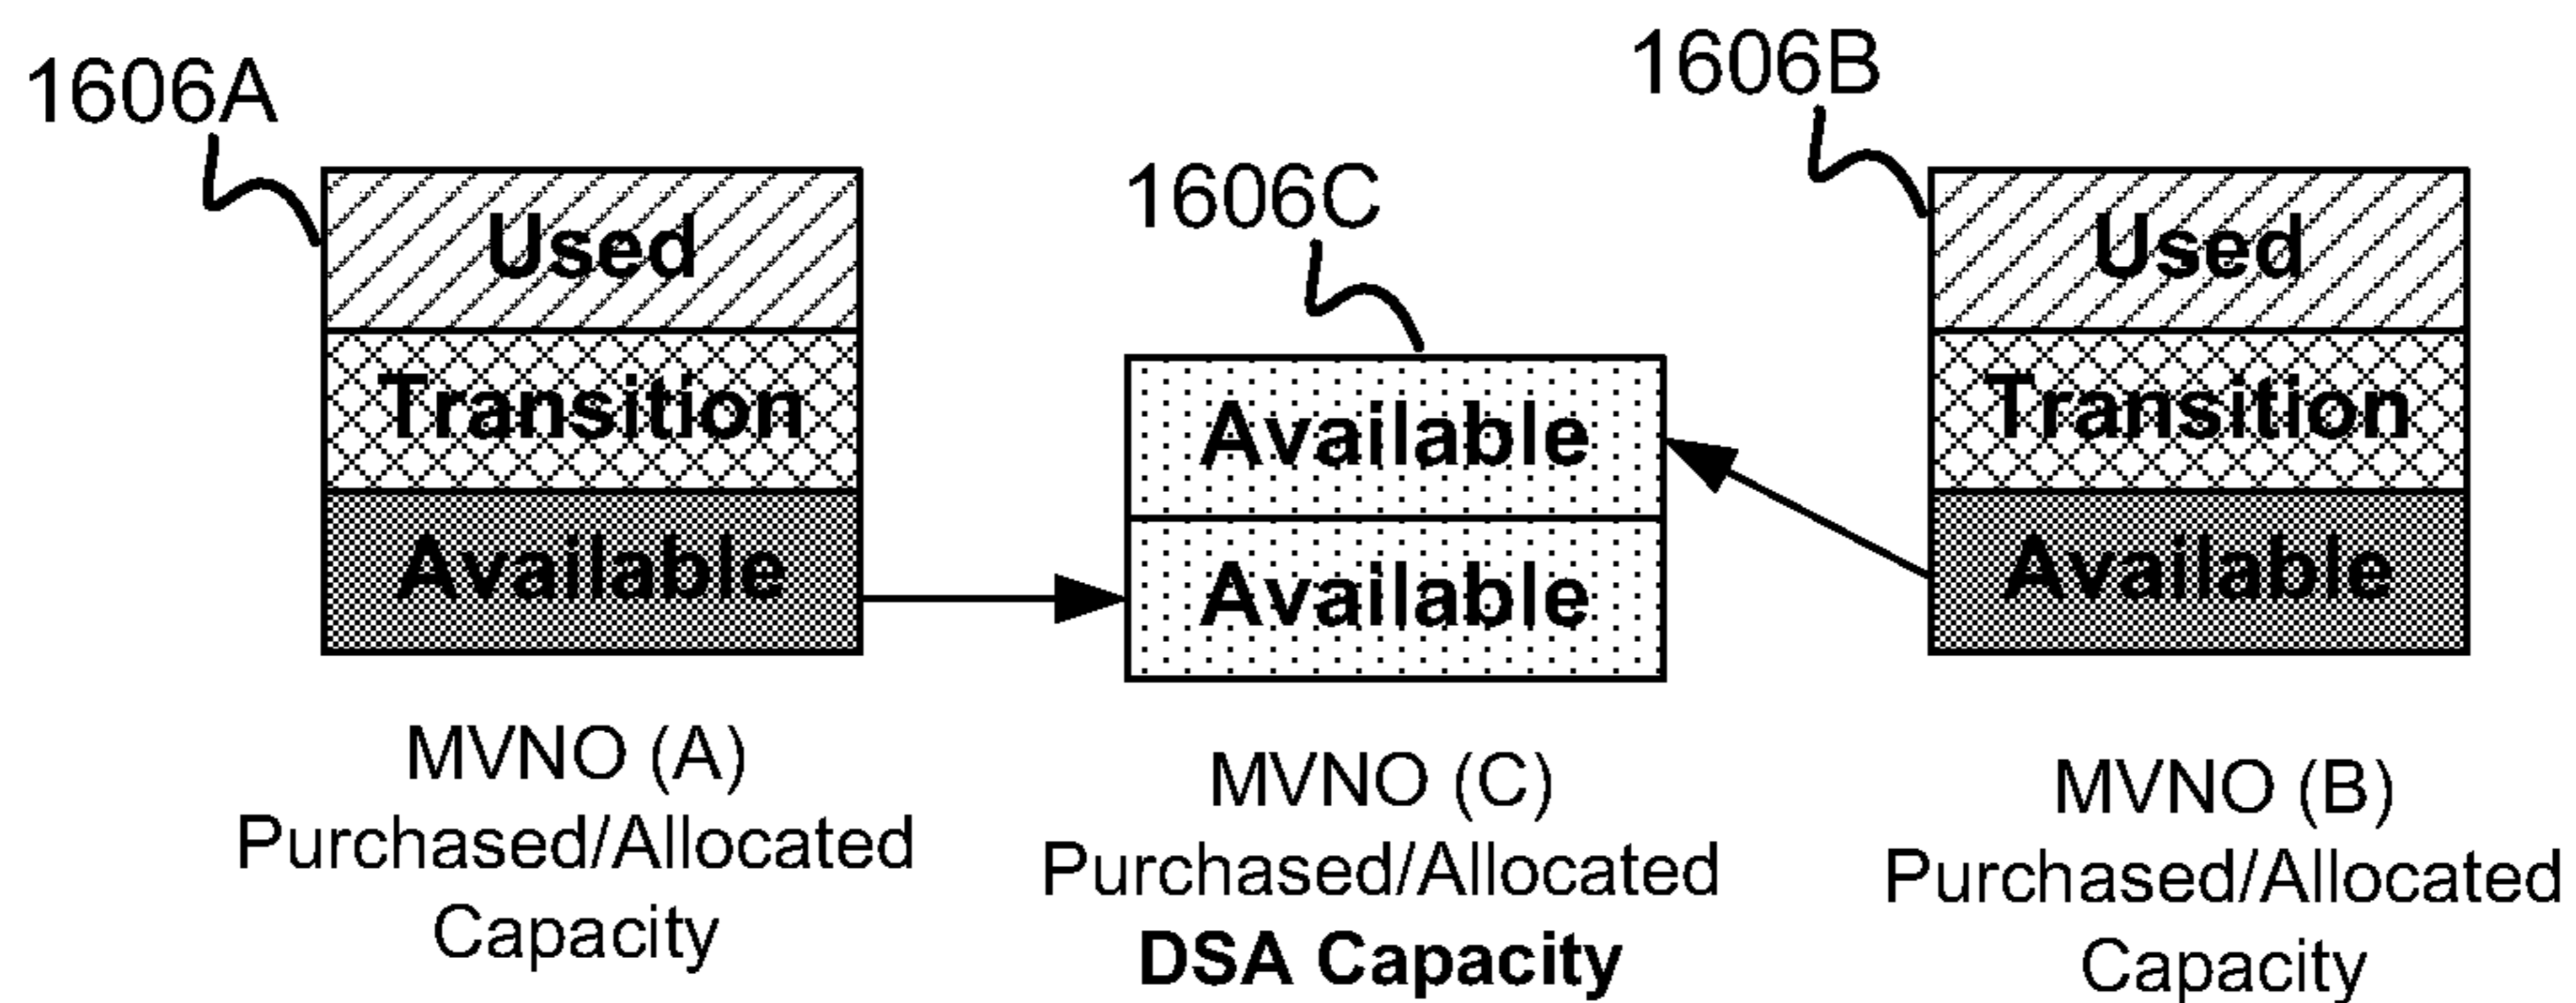 1606A
Used
Transition
Available
MVNO (A)
Purchased/Allocated
Capacity
1606C
Available
Available
MVNO (C)
Purchased/Allocated
DSA Capacity
1606B
Used
Transition
Available
MVNO (B)
Purchased/Allocated
Capacity